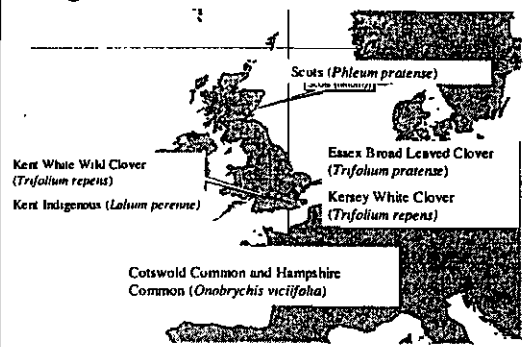 Scots (Phleum pratense)
Kent White Wild Clover
(Trifolium repens)
Kent Indigenous (Lolium perenne)
Essex Broad Leaved Clover
(Trifolium pratense)
Kersey White Clover
(Trifolium repens)
Cotswold Common and Hampshire
Common (Onobrychis viciifolia)